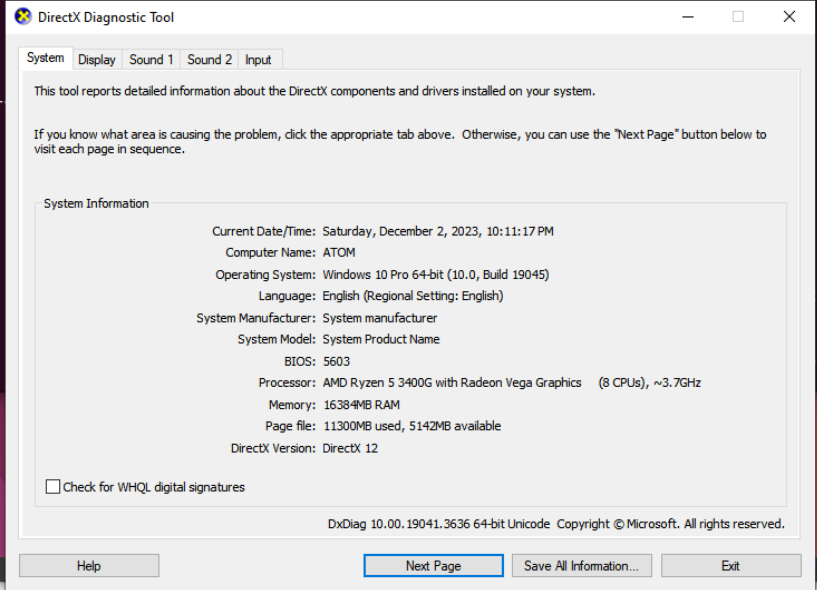 DirectX Diagnostic Tool
System Display Sound 1 Sound 2 Input
This tool reports detailed information about the DirectX components and drivers installed on your system.
If you know what area is causing the problem, click the appropriate tab above.  Otherwise, you can use the "Next Page" button below to
visit each page in sequence.
System Information
Current Date/Time: Saturday, December 2, 2023, 10:11:17 PM
Computer Name: ATOM
Operating System: Windows 10 Pro 64-bit (10.0, Build 19045)
Language: English (Regional Setting: English)
System Manufacturer: System manufacturer
System Model: System Product Name
BIOS: 5603
Processor: AMD Ryzen 5 3400G with Radeon Vega Graphics (8 CPUs), ~3.7GHz
Memory: 16384MB RAM
Page file: 11300MB used, 5142MB available
DirectX Version: DirectX 12
Check for WHQL digital signatures
DxDiag 10.00.19041.3636 64-bit Unicode Copyright © Microsoft. All rights reserved.
Help Next Page Save All Information... Exit